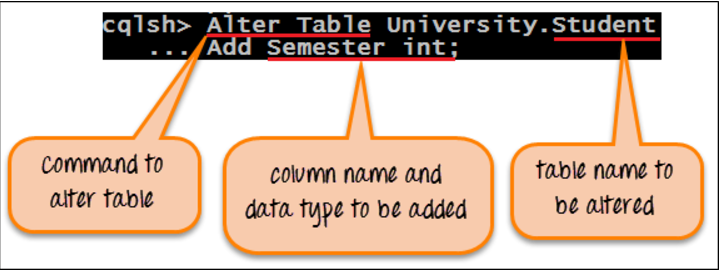 cqlsh> Alter Table University.Student
... Add Semester int;
command to
alter table
column name and
data type to be added
table name to
be altered